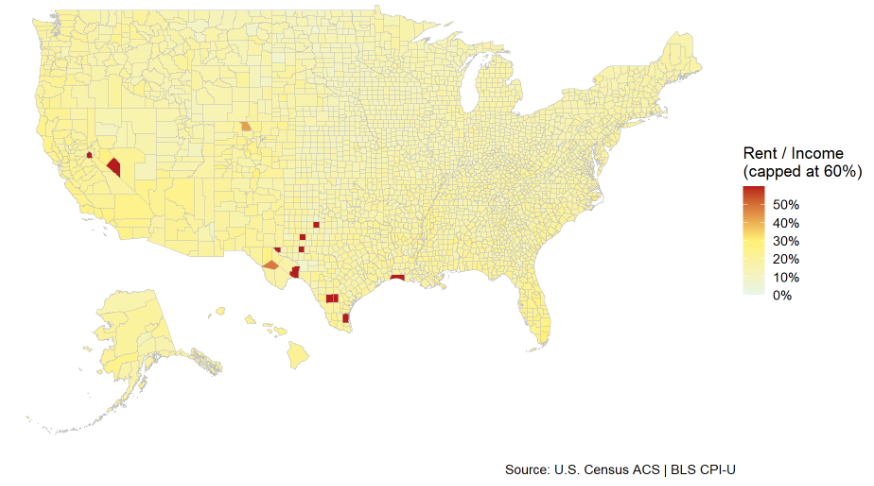 Rent / Income
(capped at 60%)
50%
40%
30%
20%
10%
0%
Source: U.S. Census ACS | BLS CPI-U